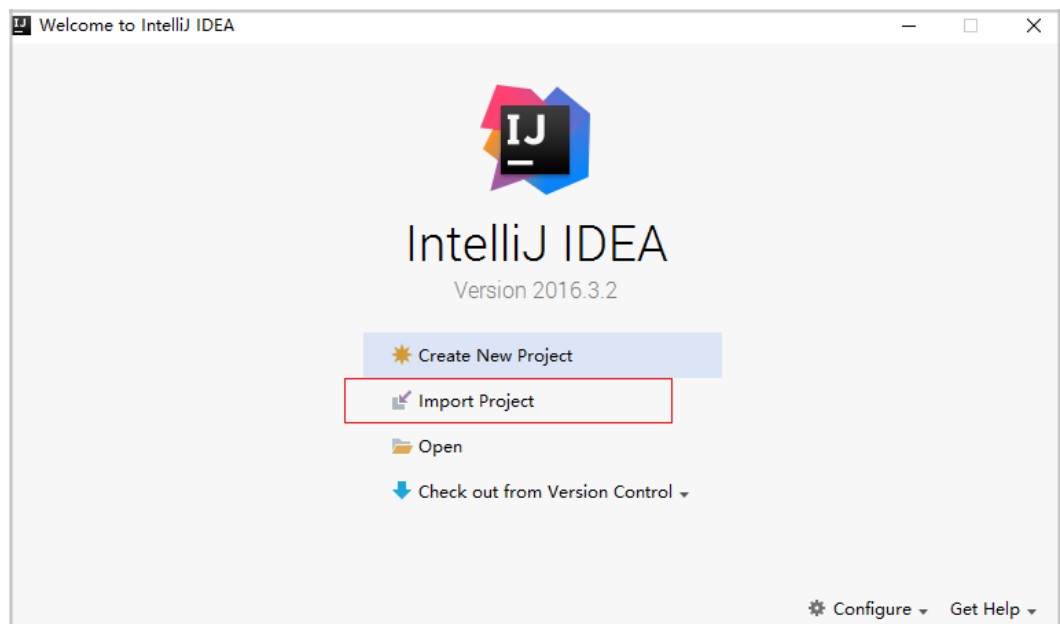 Welcome to IntelliJ IDEA
IJ
IntelliJ IDEA
Version 2016.3.2
Create New Project
Import Project
Open
Check out from Version Control
Configure
Get Help